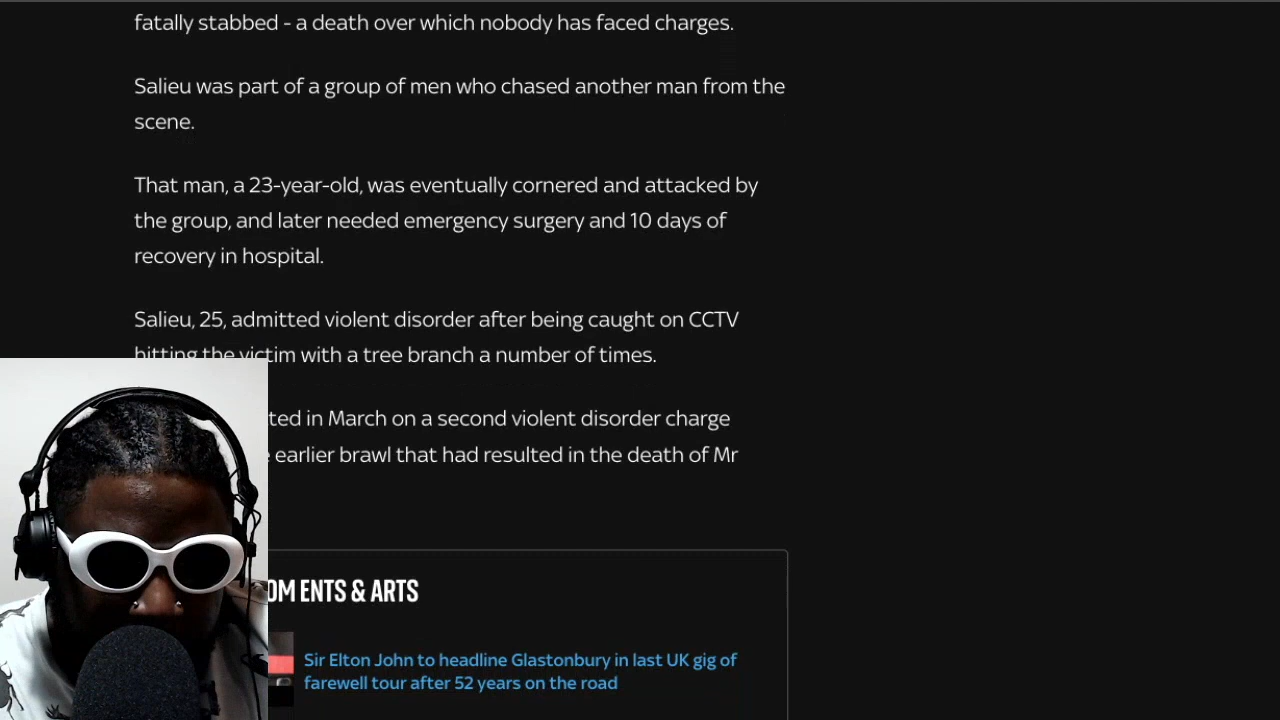 fatally stabbed - a death over which nobody has faced charges.
Salieu was part of a group of men who chased another man from the
scene.
That man, a 23-year-old, was eventually cornered and attacked by
the group, and later needed emergency surgery and 10 days of
recovery in hospital.
Salieu, 25, admitted violent disorder after being caught on CCTV
hitting the victim with a tree branch a number of times.
in March on a second violent disorder charge
earlier brawl that had resulted in the death of Mr
ENTS & ARTS
Sir Elton John to headline Glastonbury in last UK gig of
farewell tour after 52 years on the road